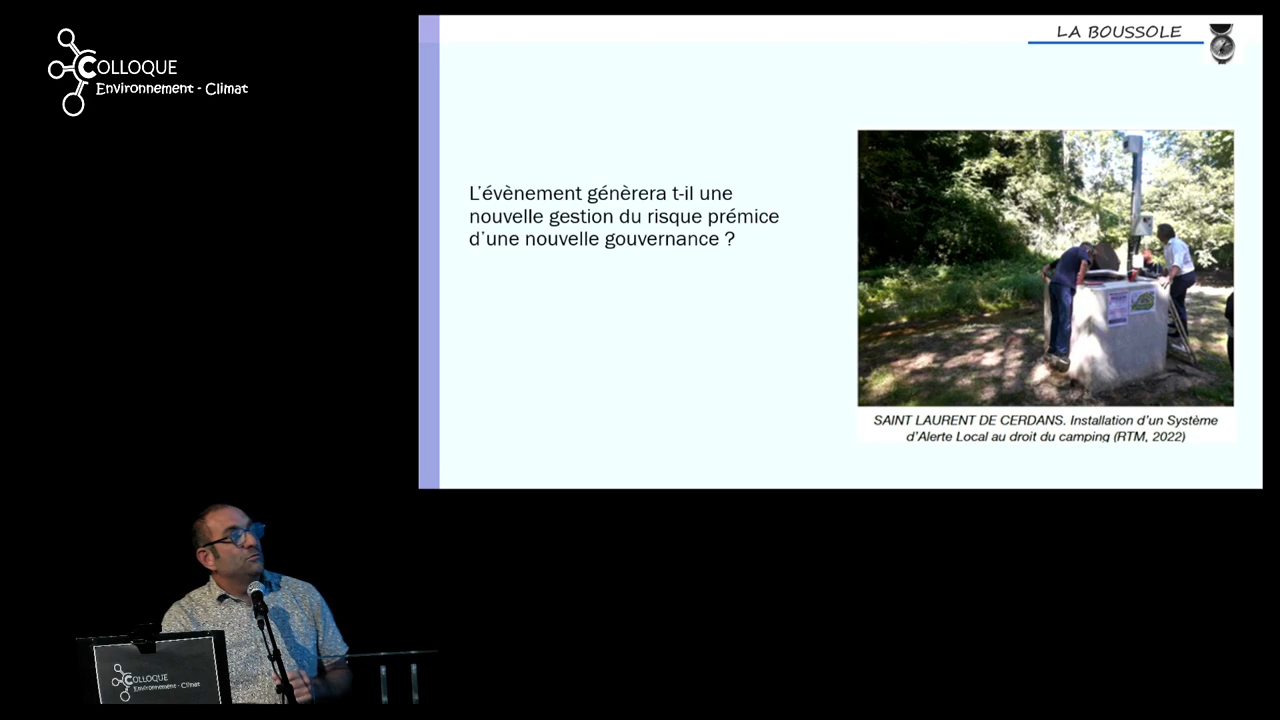 COLLOQUE
Environnement - Climat
LA BOUSSOLE
L'évènement génèrera t-il une
nouvelle gestion du risque prémice
d'une nouvelle gouvernance ?
SAINT LAURENT DE CERDANS. Installation d'un Système
d'Alerte Local au droit du camping (RTM, 2022)
COLLOQUE
Environnement - Climat